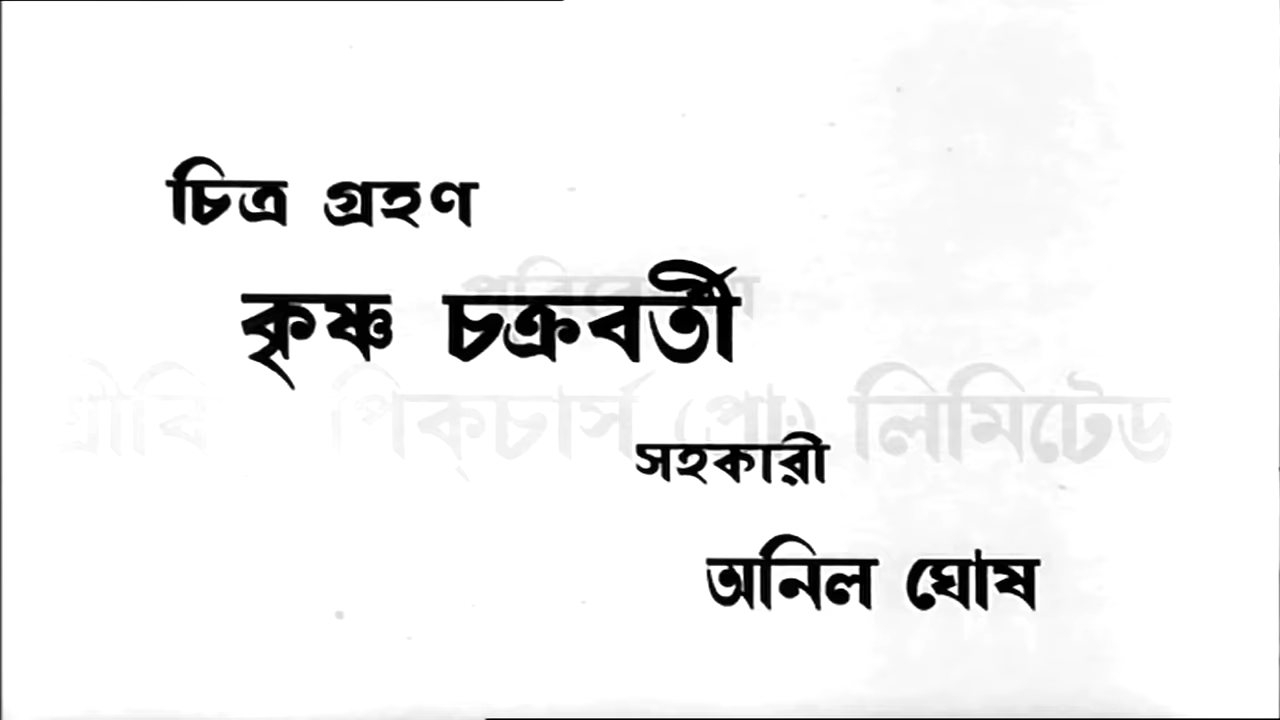 চিত্র গ্রহণ
কৃষ্ণ চক্রবর্তী
পিক্‌চার্স (প্রাঃ) লিমিটেড
সহকারী
অনিল ঘোষ